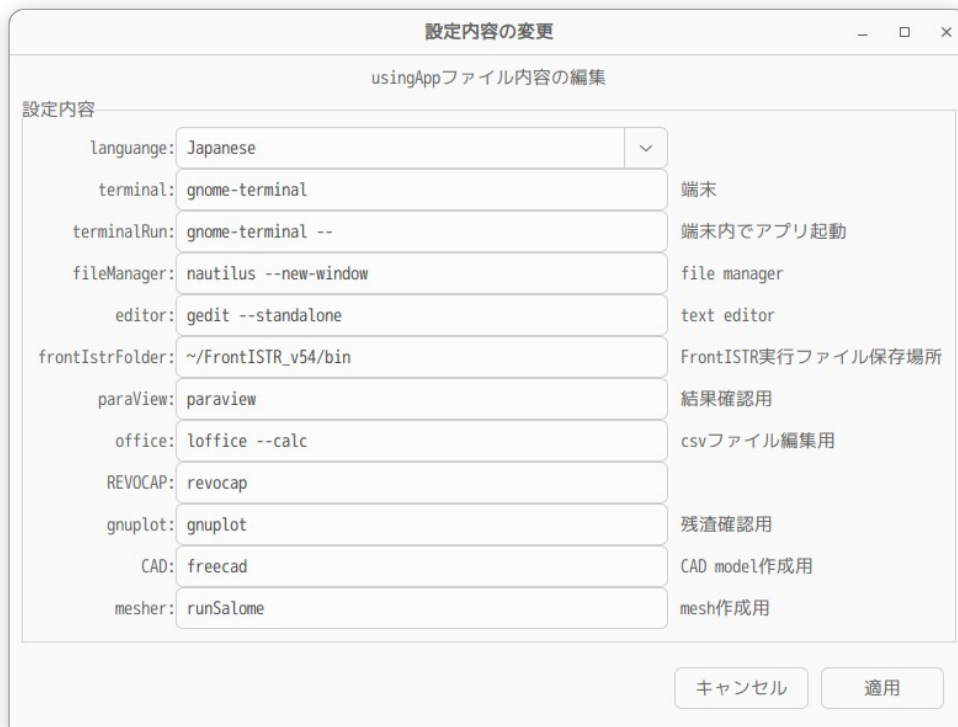 設定内容の変更
usingAppファイル内容の編集
設定内容
languange: Japanese
terminal: gnome-terminal 端末
terminalRun: gnome-terminal -- 端末内でアプリ起動
fileManager: nautilus --new-window file manager
editor: gedit --standalone text editor
frontIstrFolder: ~/FrontISTR_v54/bin FrontISTR実行ファイル保存場所
paraView: paraview 結果確認用
office: loffice --calc csvファイル編集用
REVOCAP: revocap
gnuplot: gnuplot 残渣確認用
CAD: freecad CAD model作成用
mesher: runSalome mesh作成用
キャンセル 適用